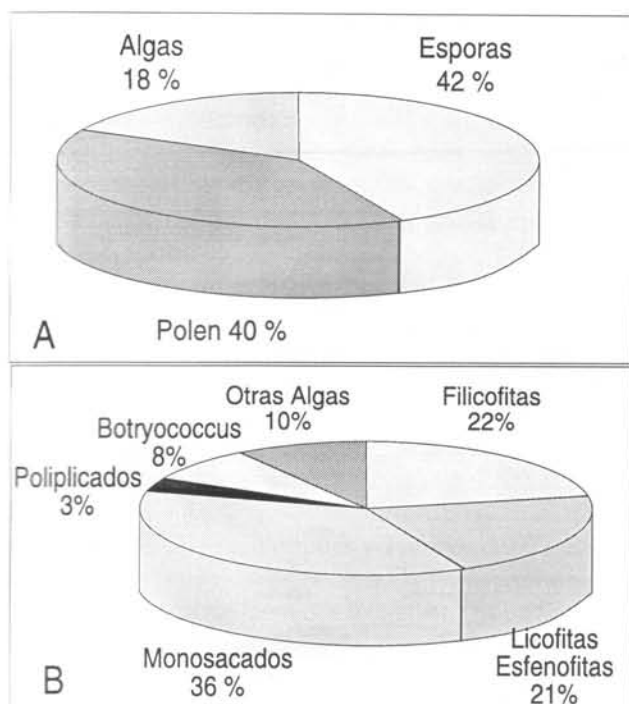 Algas
18 %
Esporas
42 %
Polen 40 %
A
Otras Algas
10%
Filicofitas
22%
Botryococcus
8%
Poliplicados
3%
Monosacados
36 %
Licofitas
Esfenofitas
21%
B